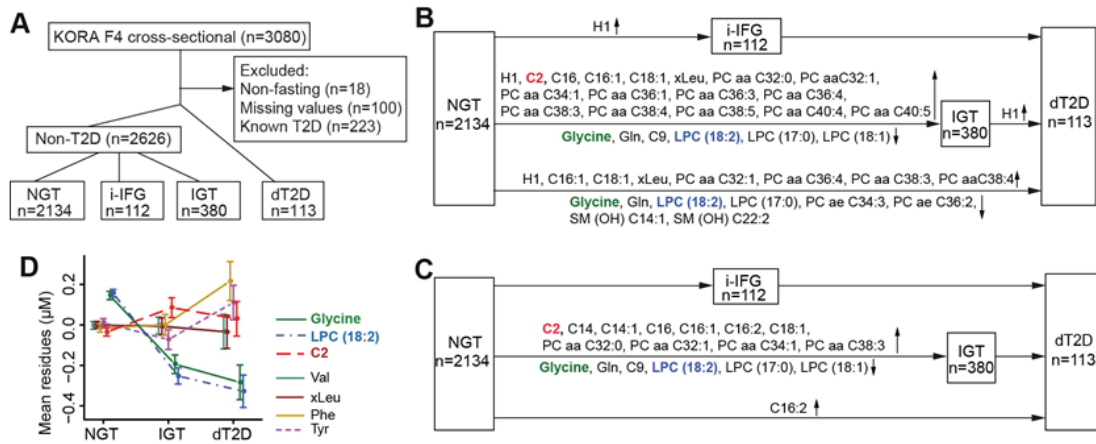 A
KORA F4 cross-sectional (n=3080)
Excluded:
Non-fasting (n=18)
Missing values (n=100)
Known T2D (n=223)
Non-T2D (n=2626)
NGT
n=2134
i-IFG
n=112
IGT
n=380
dT2D
n=113
B
NGT
n=2134
H1↑
i-IFG
n=112
H1, C2, C16, C16:1, C18:1, xLeu, PC aa C32:0, PC aaC32:1,
PC aa C34:1, PC aa C36:1, PC aa C36:3, PC aa C36:4,
PC aa C38:3, PC aa C38:4, PC aa C38:5, PC aa C40:4, PC aa C40:5↑
Glycine, Gln, C9, LPC (18:2), LPC (17:0), LPC (18:1)↓
IGT
n=380
H1↑
dT2D
n=113
H1, C16:1, C18:1, xLeu, PC aa C32:1, PC aa C36:4, PC aa C38:3, PC aaC38:4↑
Glycine, Gln, LPC (18:2), LPC (17:0), PC ae C34:3, PC ae C36:2,↓
SM (OH) C14:1, SM (OH) C22:2
C
NGT
n=2134
i-IFG
n=112
C2, C14, C14:1, C16, C16:1, C16:2, C18:1,
PC aa C32:0, PC aa C32:1, PC aa C34:1, PC aa C38:3↑
Glycine, Gln, C9, LPC (18:2), LPC (17:0), LPC (18:1)↓
IGT
n=380
C16:2↑
dT2D
n=113
D
Mean residues (µM)
0.2
0.0
−0.2
−0.4
NGT
IGT
dT2D
Glycine
LPC (18:2)
C2
Val
xLeu
Phe
Tyr